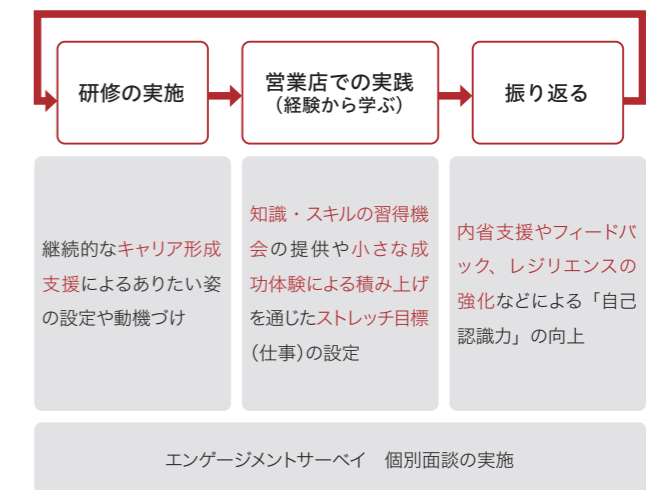 研修の実施
営業店での実践
（経験から学ぶ）
振り返る
継続的なキャリア形成
支援によるありたい姿
の設定や動機づけ
知識・スキルの習得機
会の提供や小さな成
功体験による積み上げ
を通じたストレッチ目標
（仕事）の設定
内省支援やフィードバ
ック、レジリエンスの
強化などによる「自己
認識力」の向上
エンゲージメントサーベイ　個別面談の実施